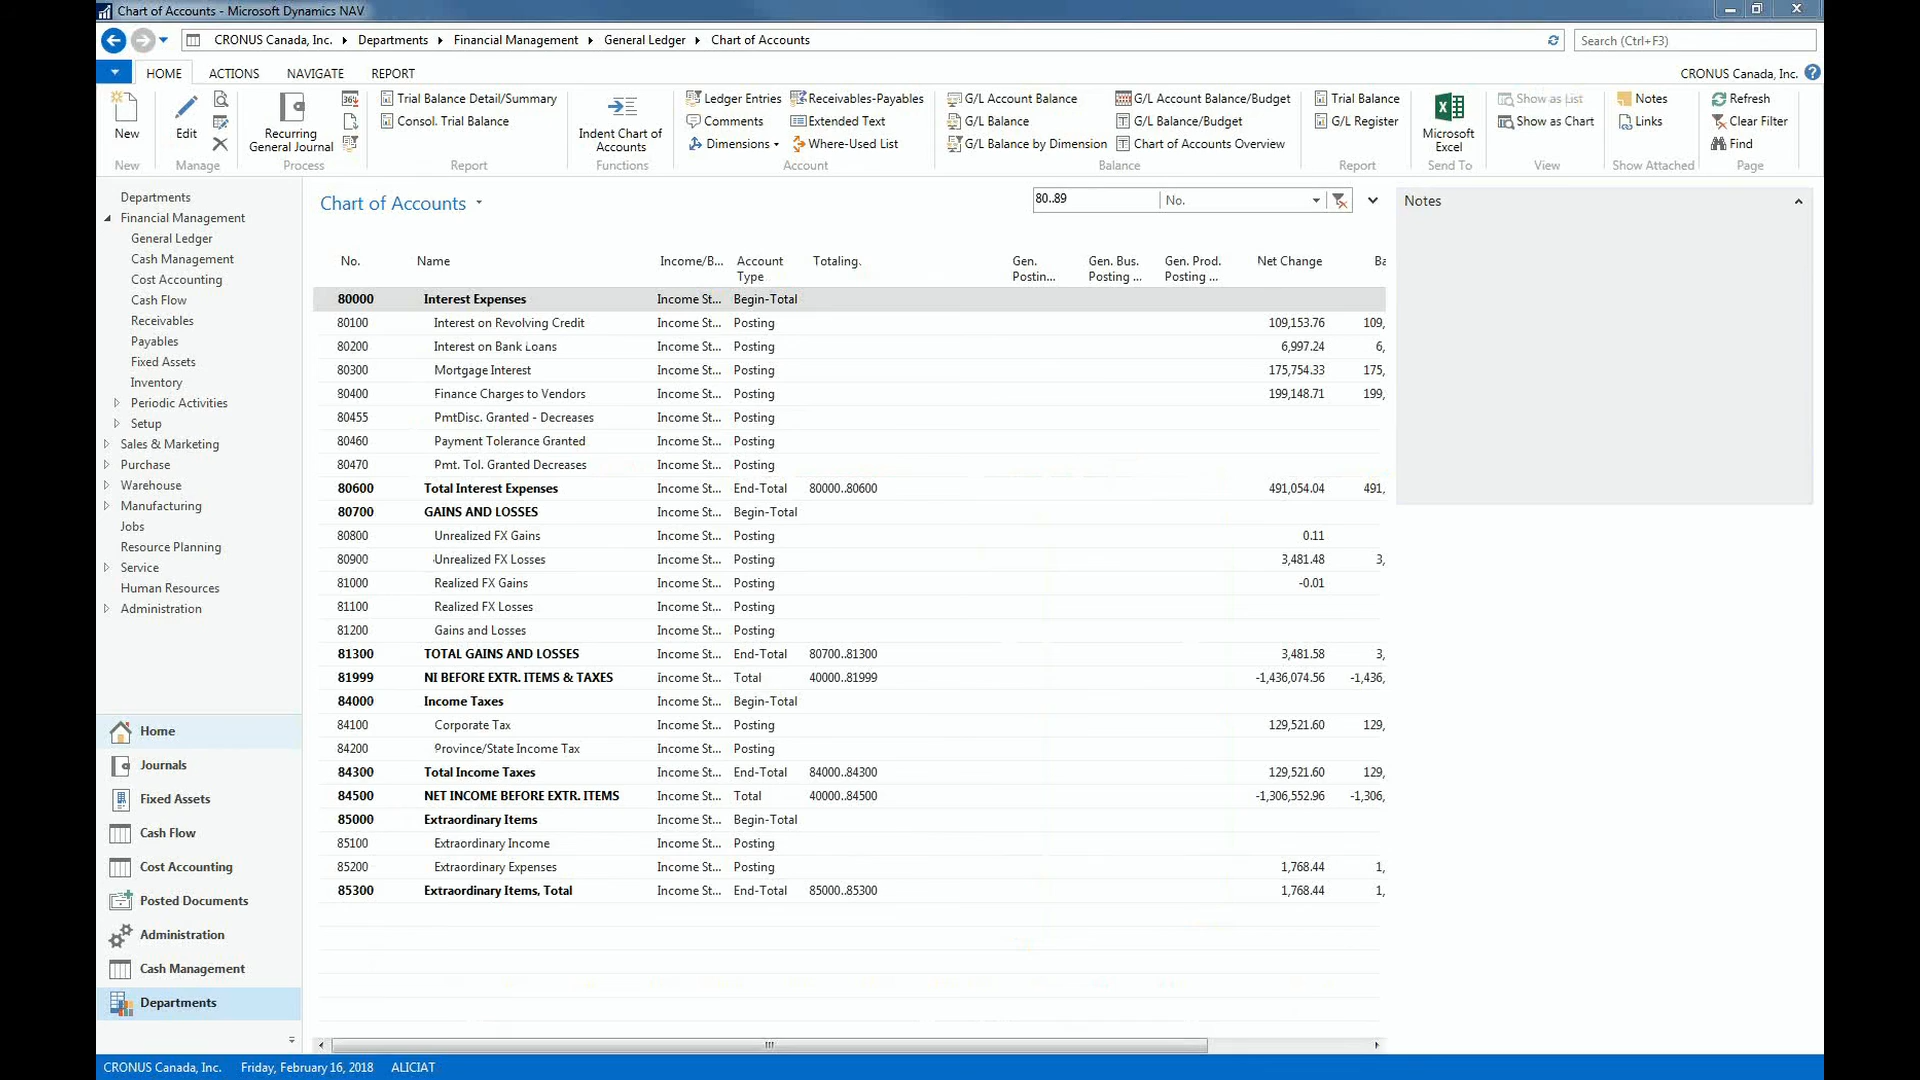 Chart of Accounts - Microsoft Dynamics NAV
CRONUS Canada, Inc. Departments Financial Management General Ledger Chart of Accounts Search (Ctrl+F3)
HOME ACTIONS NAVIGATE REPORT CRONUS Canada, Inc.
New
New
Edit
Manage
Recurring
General Journal
Process
Trial Balance Detail/Summary
Consol. Trial Balance
Report
Indent Chart of
Accounts
Functions
Ledger Entries Receivables-Payables
Comments Extended Text
Dimensions Where-Used List
Account
G/L Account Balance G/L Account Balance/Budget
G/L Balance G/L Balance/Budget
G/L Balance by Dimension Chart of Accounts Overview
Balance
Trial Balance
G/L Register
Report
Microsoft
Excel
Send To
Show as List
Show as Chart
View
Notes
Links
Show Attached
Refresh
Clear Filter
Find
Page
Departments
Financial Management
General Ledger
Cash Management
Cost Accounting
Cash Flow
Receivables
Payables
Fixed Assets
Inventory
Periodic Activities
Setup
Sales & Marketing
Purchase
Warehouse
Manufacturing
Jobs
Resource Planning
Service
Human Resources
Administration
Home
Journals
Fixed Assets
Cash Flow
Cost Accounting
Posted Documents
Administration
Cash Management
Departments
Chart of Accounts 80..89 No.
No. Name Income/B... Account Type Totaling. Gen. Postin... Gen. Bus. Posting ... Gen. Prod. Posting ... Net Change Ba
80000 Interest Expenses Income St... Begin-Total
80100 Interest on Revolving Credit Income St... Posting 109,153.76 109,
80200 Interest on Bank Loans Income St... Posting 6,997.24 6,
80300 Mortgage Interest Income St... Posting 175,754.33 175,
80400 Finance Charges to Vendors Income St... Posting 199,148.71 199,
80455 PmtDisc. Granted - Decreases Income St... Posting
80460 Payment Tolerance Granted Income St... Posting
80470 Pmt. Tol. Granted Decreases Income St... Posting
80600 Total Interest Expenses Income St... End-Total 80000..80600 491,054.04 491,
80700 GAINS AND LOSSES Income St... Begin-Total
80800 Unrealized FX Gains Income St... Posting 0.11
80900 Unrealized FX Losses Income St... Posting 3,481.48 3,
81000 Realized FX Gains Income St... Posting -0.01
81100 Realized FX Losses Income St... Posting
81200 Gains and Losses Income St... Posting
81300 TOTAL GAINS AND LOSSES Income St... End-Total 80700..81300 3,481.58 3,
81999 NI BEFORE EXTR. ITEMS & TAXES Income St... Total 40000..81999 -1,436,074.56 -1,436,
84000 Income Taxes Income St... Begin-Total
84100 Corporate Tax Income St... Posting 129,521.60 129,
84200 Province/State Income Tax Income St... Posting
84300 Total Income Taxes Income St... End-Total 84000..84300 129,521.60 129,
84500 NET INCOME BEFORE EXTR. ITEMS Income St... Total 40000..84500 -1,306,552.96 -1,306,
85000 Extraordinary Items Income St... Begin-Total
85100 Extraordinary Income Income St... Posting
85200 Extraordinary Expenses Income St... Posting 1,768.44 1,
85300 Extraordinary Items, Total Income St... End-Total 85000..85300 1,768.44 1,
Notes
CRONUS Canada, Inc. Friday, February 16, 2018 ALICIAT